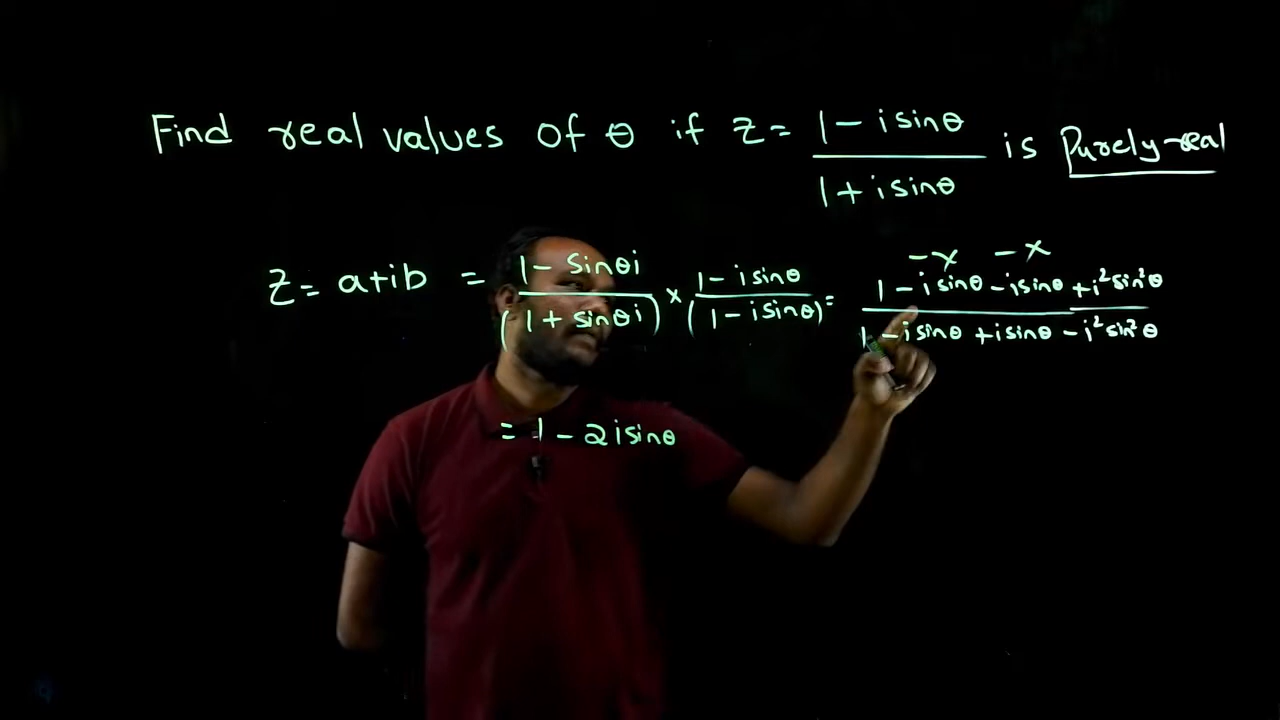 Find real values of θ if z = (1 - i sinθ)/(1 + i sinθ) is Purely-real
-x -x
z = a+ib = (1 - sinθi)/(1 + sinθi) × (1 - i sinθ)/(1 - i sinθ) = (1 - i sinθ - i sinθ + i² sin²θ)/(1 - i sinθ + i sinθ - i² sin²θ)
= 1 - 2 i sinθ